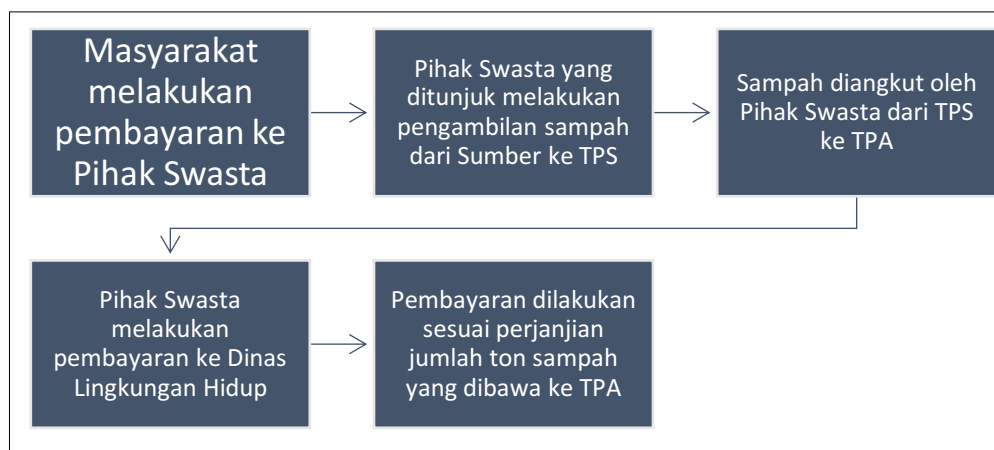 Masyarakat
melakukan
pembayaran ke
Pihak Swasta
Pihak Swasta yang
ditunjuk melakukan
pengambilan sampah
dari Sumber ke TPS
Sampah diangkut oleh
Pihak Swasta dari TPS
ke TPA
Pihak Swasta
melakukan
pembayaran ke Dinas
Lingkungan Hidup
Pembayaran dilakukan
sesuai perjanjian
jumlah ton sampah
yang dibawa ke TPA